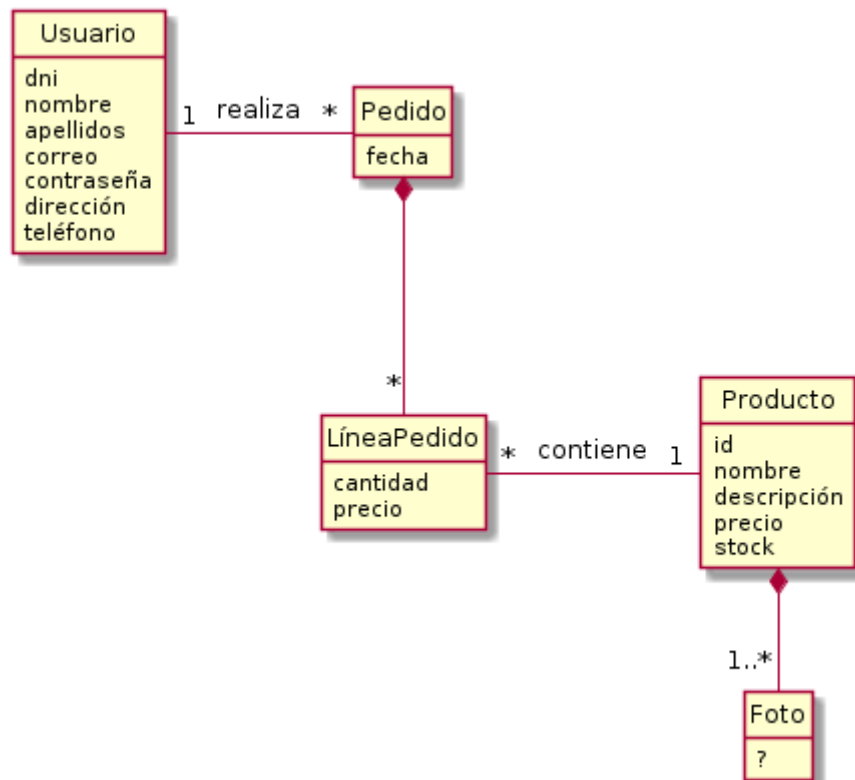 Usuario
dni
nombre
apellidos
correo
contraseña
dirección
teléfono
1 realiza *
Pedido
fecha
*
LíneaPedido
cantidad
precio
* contiene 1
Producto
id
nombre
descripción
precio
stock
1..*
Foto
?